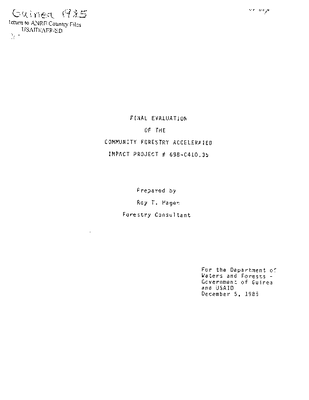 Guinea 1985
Return to ANRD Country Files
USAID/AFR-SD
FINAL EVALUATION
OF THE
COMMUNITY FORESTRY ACCELERATED
IMPACT PROJECT # 698-0410.35
Prepared by
Roy T. Hagen
Forestry Consultant
For the Department of
Waters and Forests -
Government of Guinea
and USAID
December 5, 1985